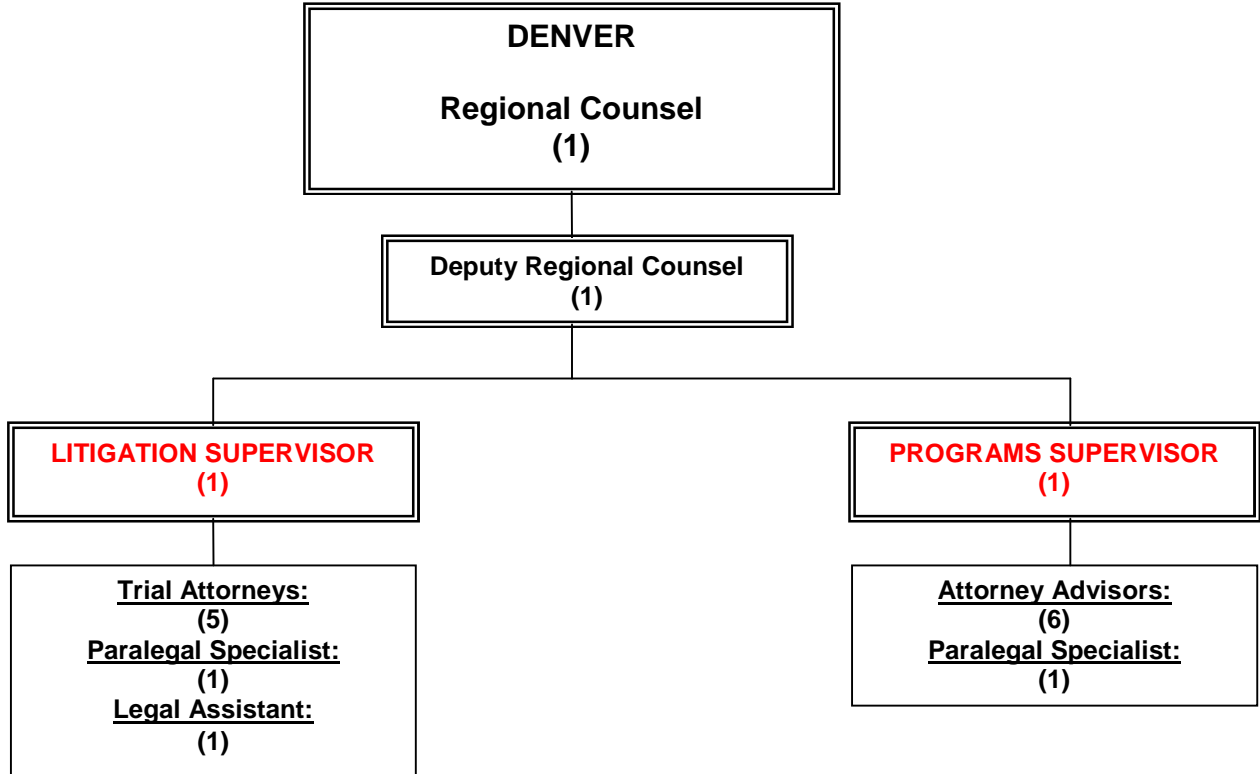 DENVER
Regional Counsel
(1)
Deputy Regional Counsel
(1)
LITIGATION SUPERVISOR
(1)
PROGRAMS SUPERVISOR
(1)
Trial Attorneys:
(5)
Paralegal Specialist:
(1)
Legal Assistant:
(1)
Attorney Advisors:
(6)
Paralegal Specialist:
(1)